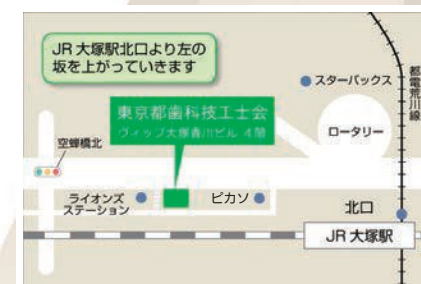 JR 大塚駅北口より左の
坂を上がっていきます
スターバックス
都電荒川線
東京都歯科技工士会
ヴィップ大塚香川ビル 4階
ロータリー
空蝉橋北
ライオンズ
ステーション
ピカソ
北口
JR 大塚駅